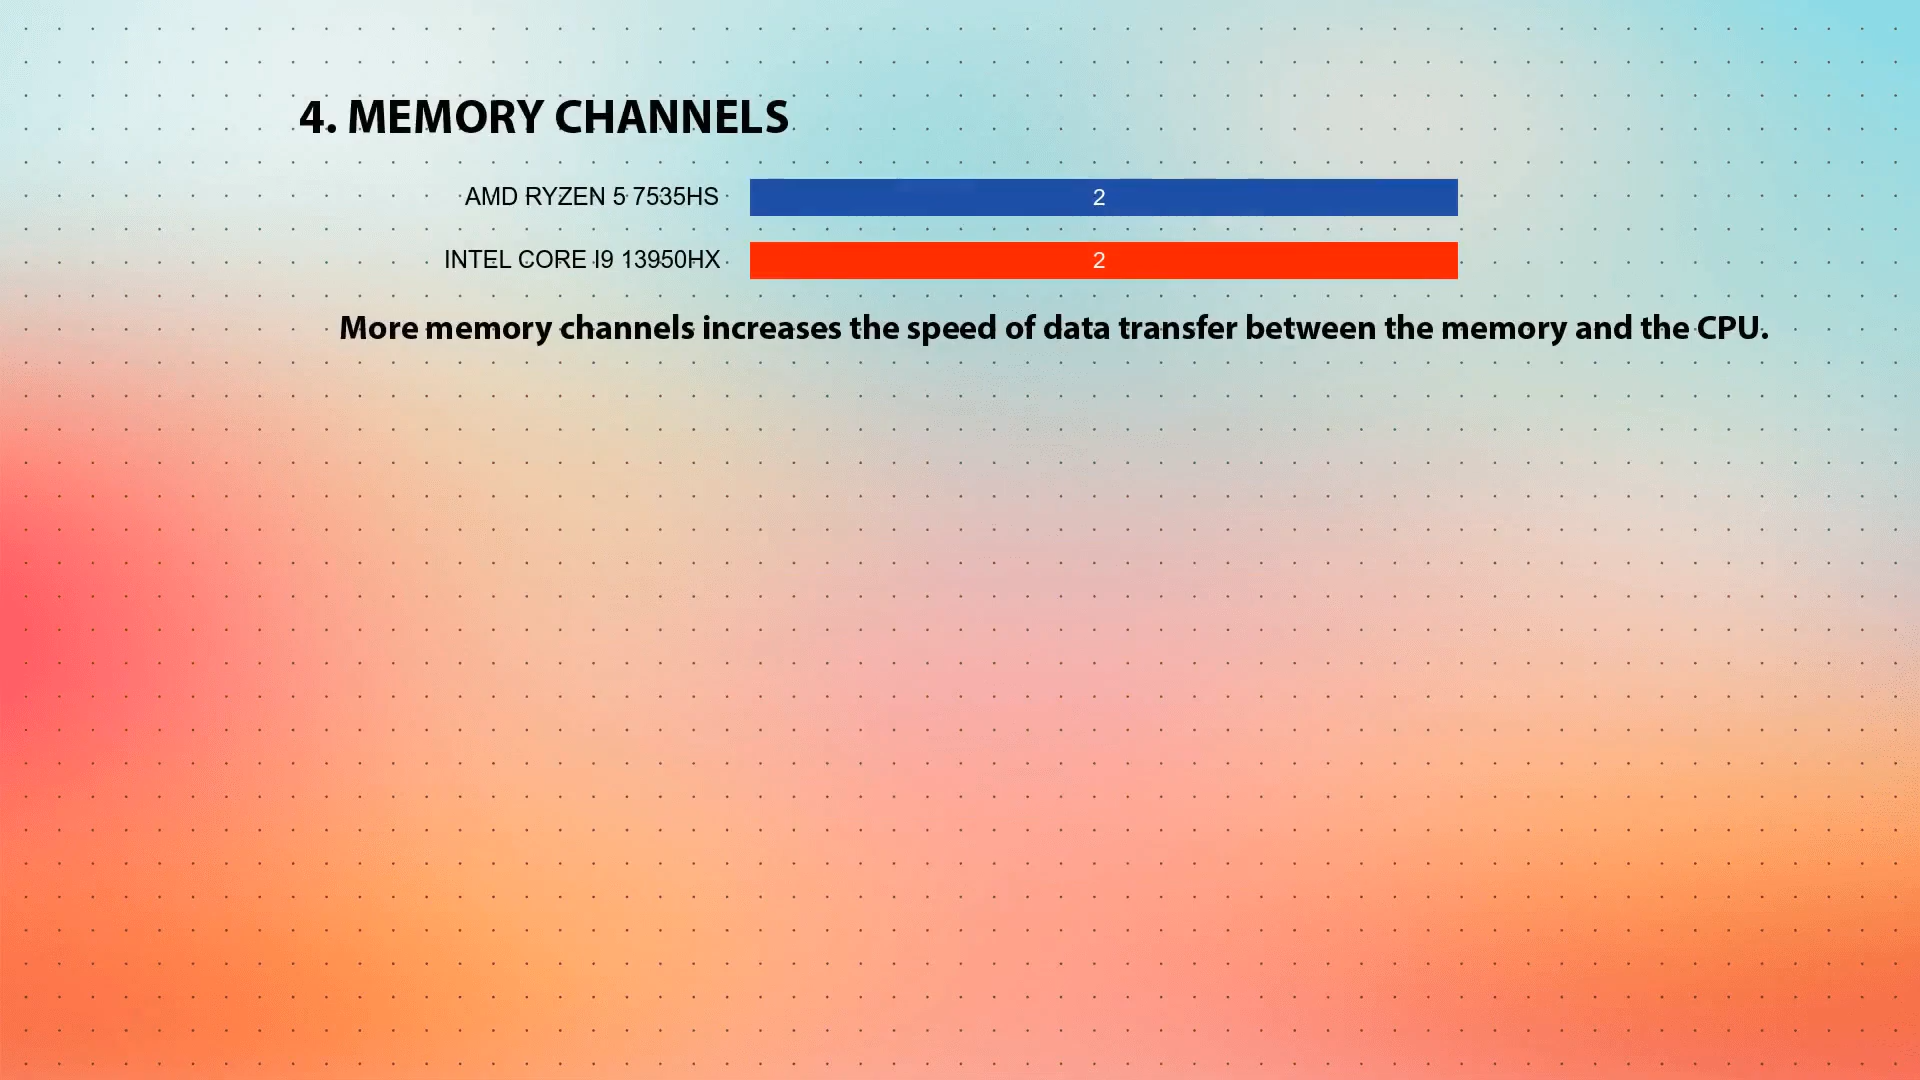 4. MEMORY CHANNELS
AMD RYZEN 5 7535HS
2
INTEL CORE I9 13950HX
2
More memory channels increases the speed of data transfer between the memory and the CPU.